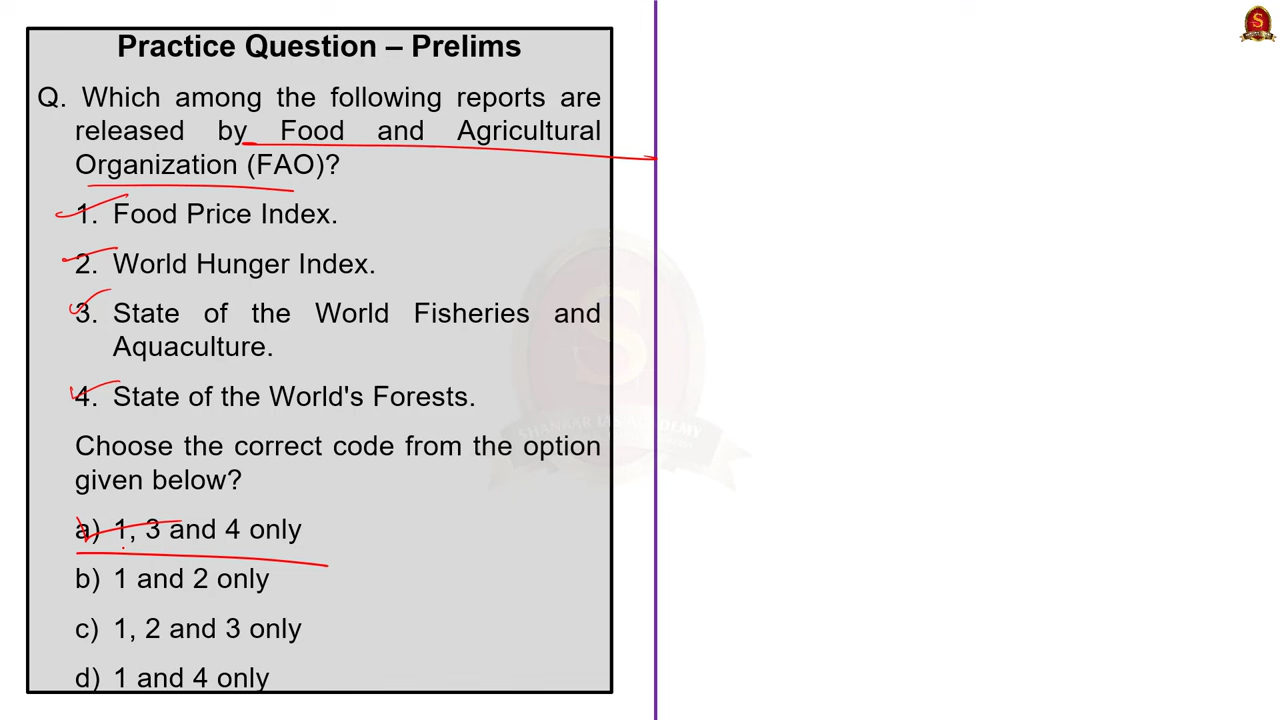 Practice Question – Prelims
Q. Which among the following reports are
released by Food and Agricultural
Organization (FAO)?
1. Food Price Index.
2. World Hunger Index.
3. State of the World Fisheries and
Aquaculture.
4. State of the World's Forests.
SHANKAR IAS ACADEMY
Choose the correct code from the option
given below?
a) 1, 3 and 4 only
b) 1 and 2 only
c) 1, 2 and 3 only
d) 1 and 4 only